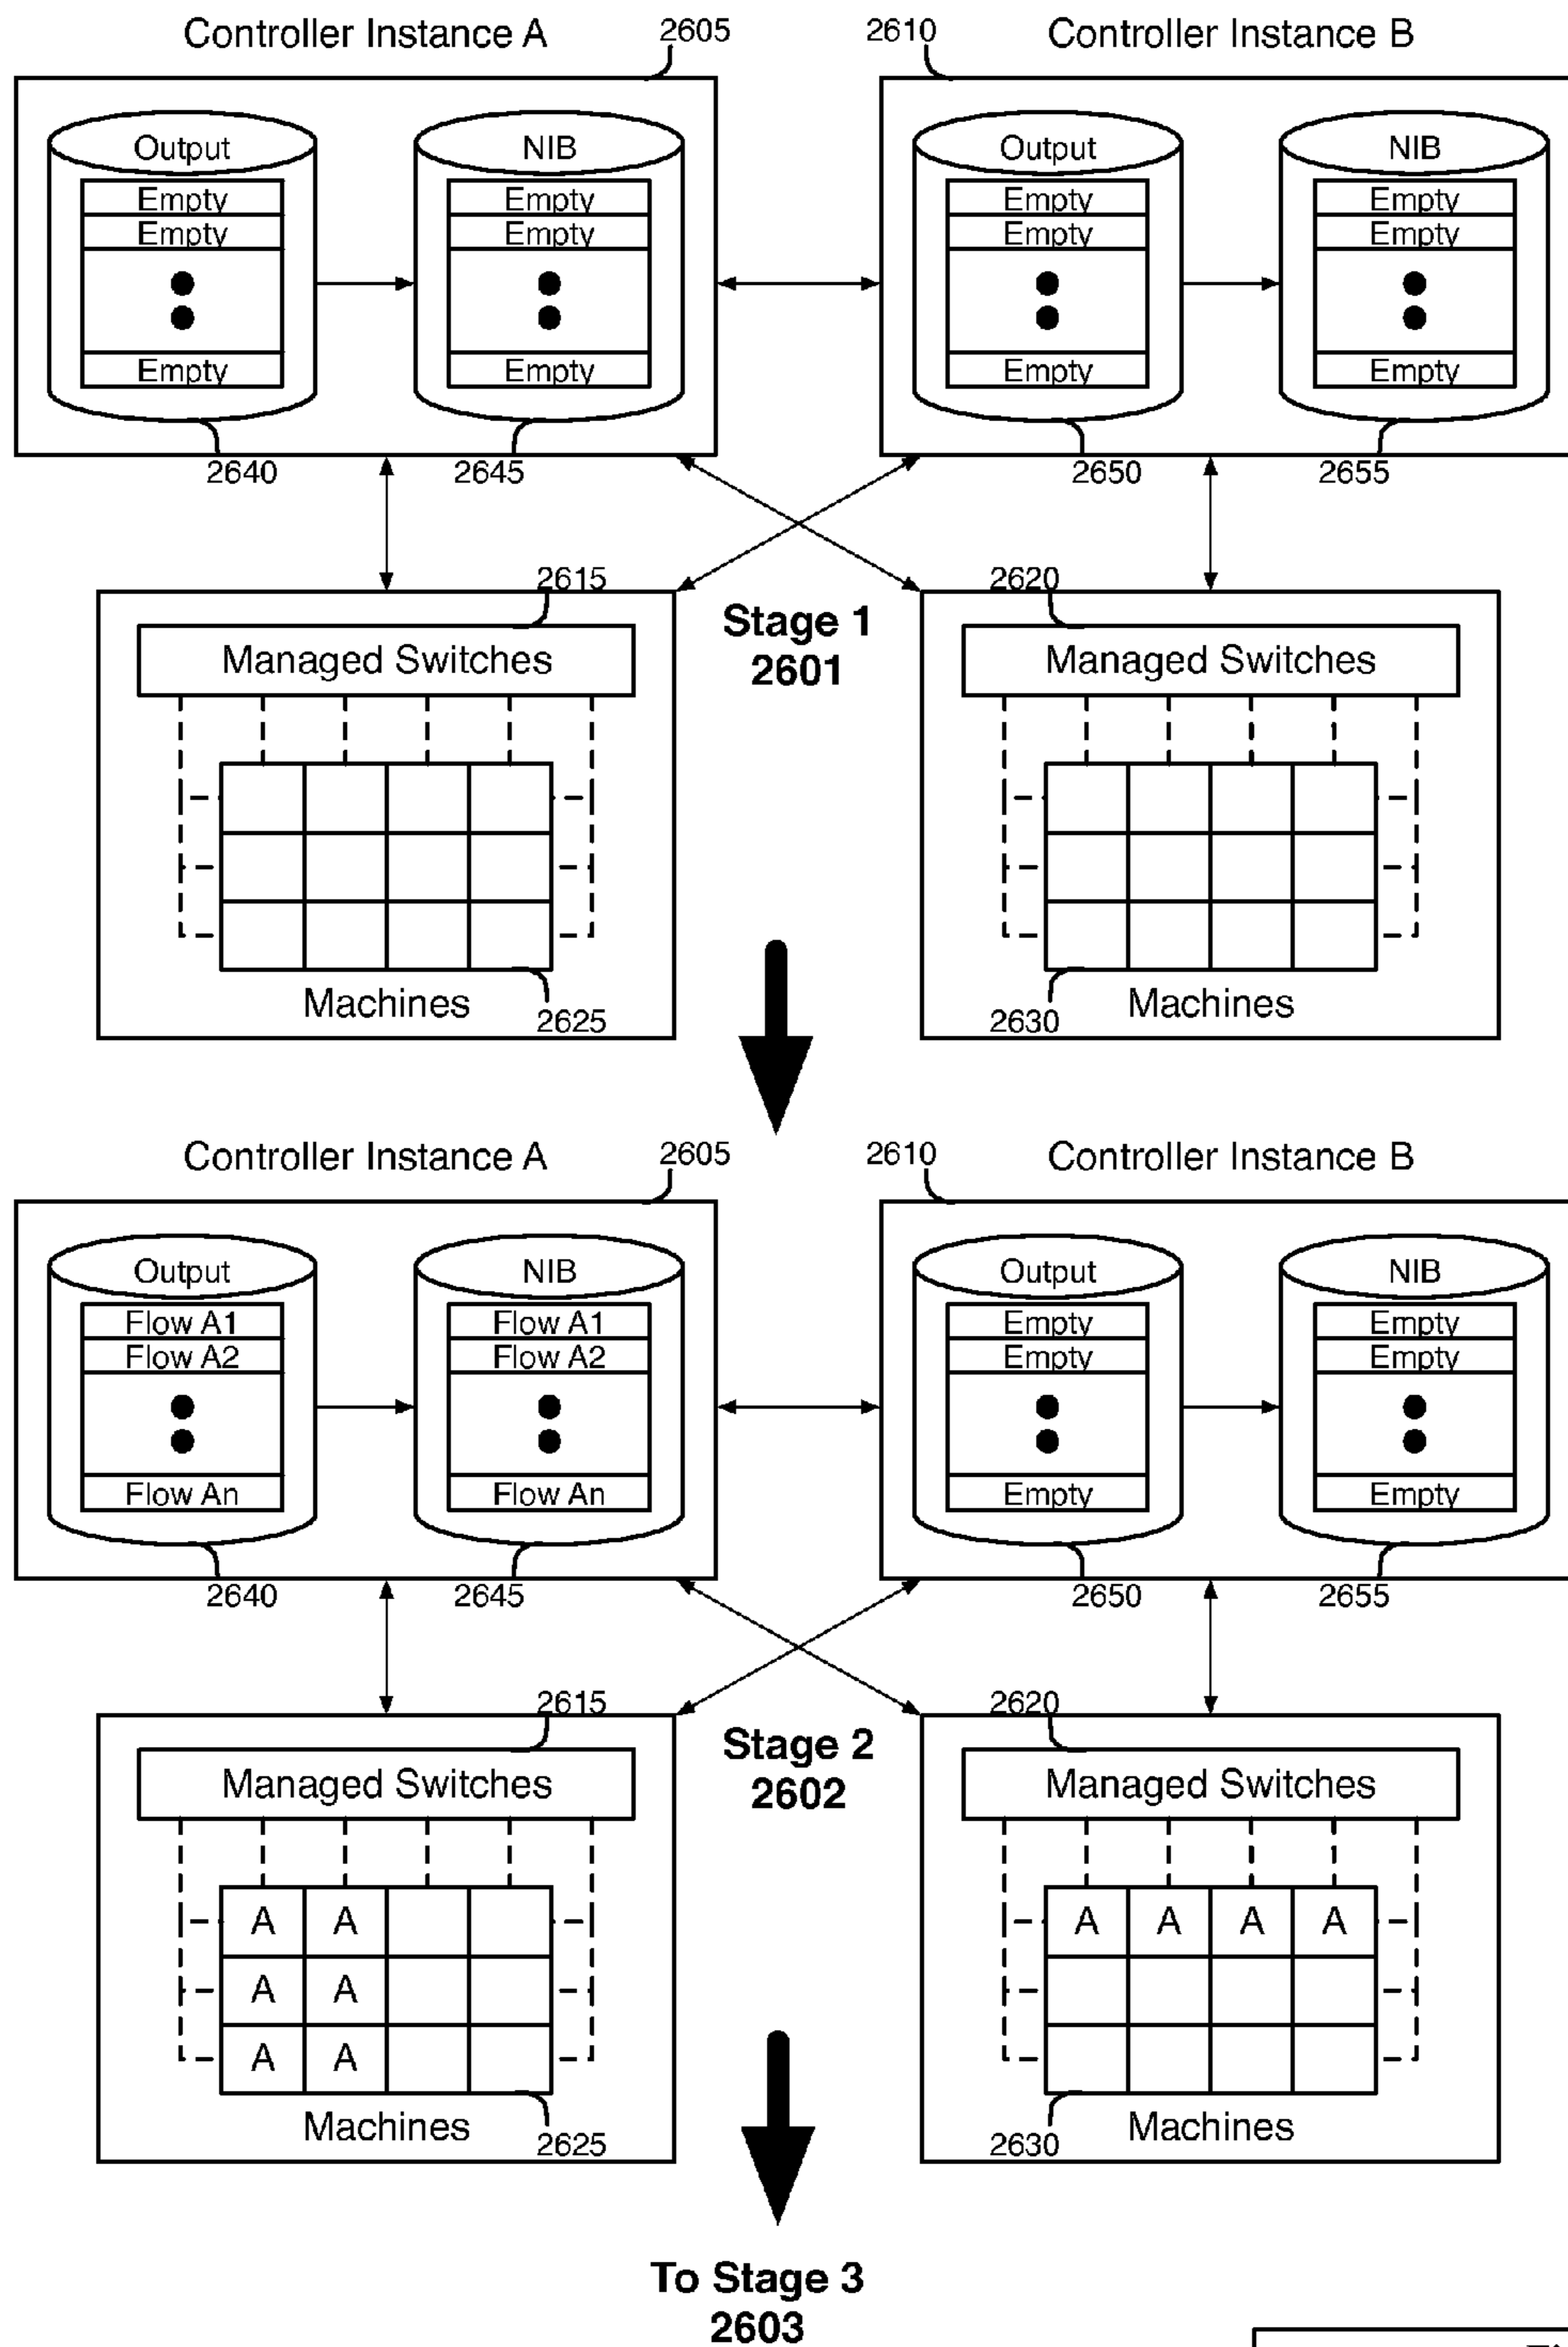 Controller Instance A 2605 2610 Controller Instance B
Output NIB Output NIB
Empty Empty Empty Empty
Empty Empty Empty Empty
Empty Empty Empty Empty
2640 2645 2650 2655
2615 2620
Stage 1
Managed Switches 2601 Managed Switches
Machines Machines
2625 2630
Controller Instance A 2605 2610 Controller Instance B
Output NIB Output NIB
Flow A1 Flow A1 Empty Empty
Flow A2 Flow A2 Empty Empty
Flow An Flow An Empty Empty
2640 2645 2650 2655
2615 2620
Stage 2
Managed Switches 2602 Managed Switches
A A A A A A
A A
A A
Machines Machines
2625 2630
To Stage 3
2603